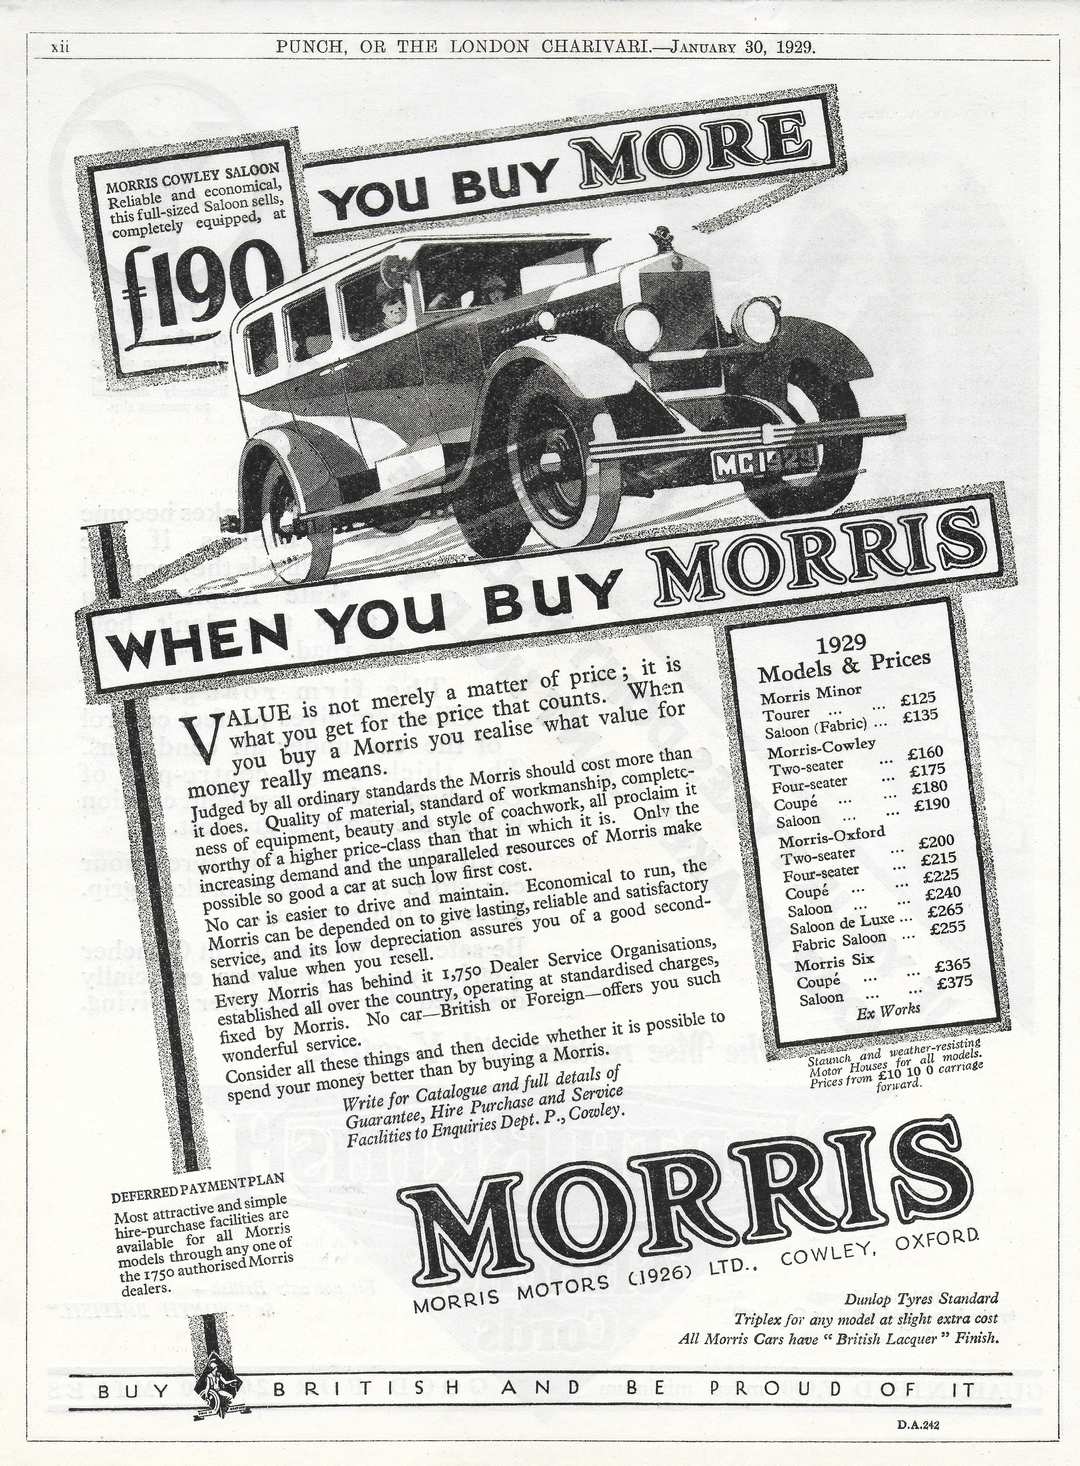 xii
PUNCH, OR THE LONDON CHARIVARI.—January 30, 1929.
MORRIS COWLEY SALOON
Reliable and economical,
this full-sized Saloon sells,
completely equipped, at
£190
YOU BUY MORE
MC1929
WHEN YOU BUY MORRIS
VALUE is not merely a matter of price; it is
what you get for the price that counts. When
you buy a Morris you realise what value for
money really means.
Judged by all ordinary standards the Morris should cost more than
it does. Quality of material, standard of workmanship, complete-
ness of equipment, beauty and style of coachwork, all proclaim it
worthy of a higher price-class than that in which it is. Only the
increasing demand and the unparalleled resources of Morris make
possible so good a car at such low first cost.
No car is easier to drive and maintain. Economical to run, the
Morris can be depended on to give lasting, reliable and satisfactory
service, and its low depreciation assures you of a good second-
hand value when you resell.
Every Morris has behind it 1,750 Dealer Service Organisations,
established all over the country, operating at standardised charges,
fixed by Morris. No car—British or Foreign—offers you such
wonderful service.
Consider all these things and then decide whether it is possible to
spend your money better than by buying a Morris.
Write for Catalogue and full details of
Guarantee, Hire Purchase and Service
Facilities to Enquiries Dept. P., Cowley.
1929
Models & Prices
Morris Minor
Tourer ... ... £125
Saloon (Fabric) ... £135
Morris-Cowley
Two-seater ... £160
Four-seater ... £175
Coupé ... ... £180
Saloon ... ... £190
Morris-Oxford
Two-seater ... £200
Four-seater ... £215
Coupé ... ... £225
Saloon ... ... £240
Saloon de Luxe ... £265
Fabric Saloon ... £255
Morris Six
Coupé ... ... £365
Saloon ... ... £375
Ex Works
Staunch and weather-resisting
Motor Houses for all models.
Prices from £10 10 0 carriage
forward.
DEFERRED PAYMENT PLAN
Most attractive and simple
hire-purchase facilities are
available for all Morris
models through any one of
the 1750 authorised Morris
dealers.
MORRIS
MORRIS MOTORS (1926) LTD., COWLEY, OXFORD.
Dunlop Tyres Standard
Triplex for any model at slight extra cost
All Morris Cars have "British Lacquer" Finish.
BUY BRITISH AND BE PROUD OF IT
D.A.242